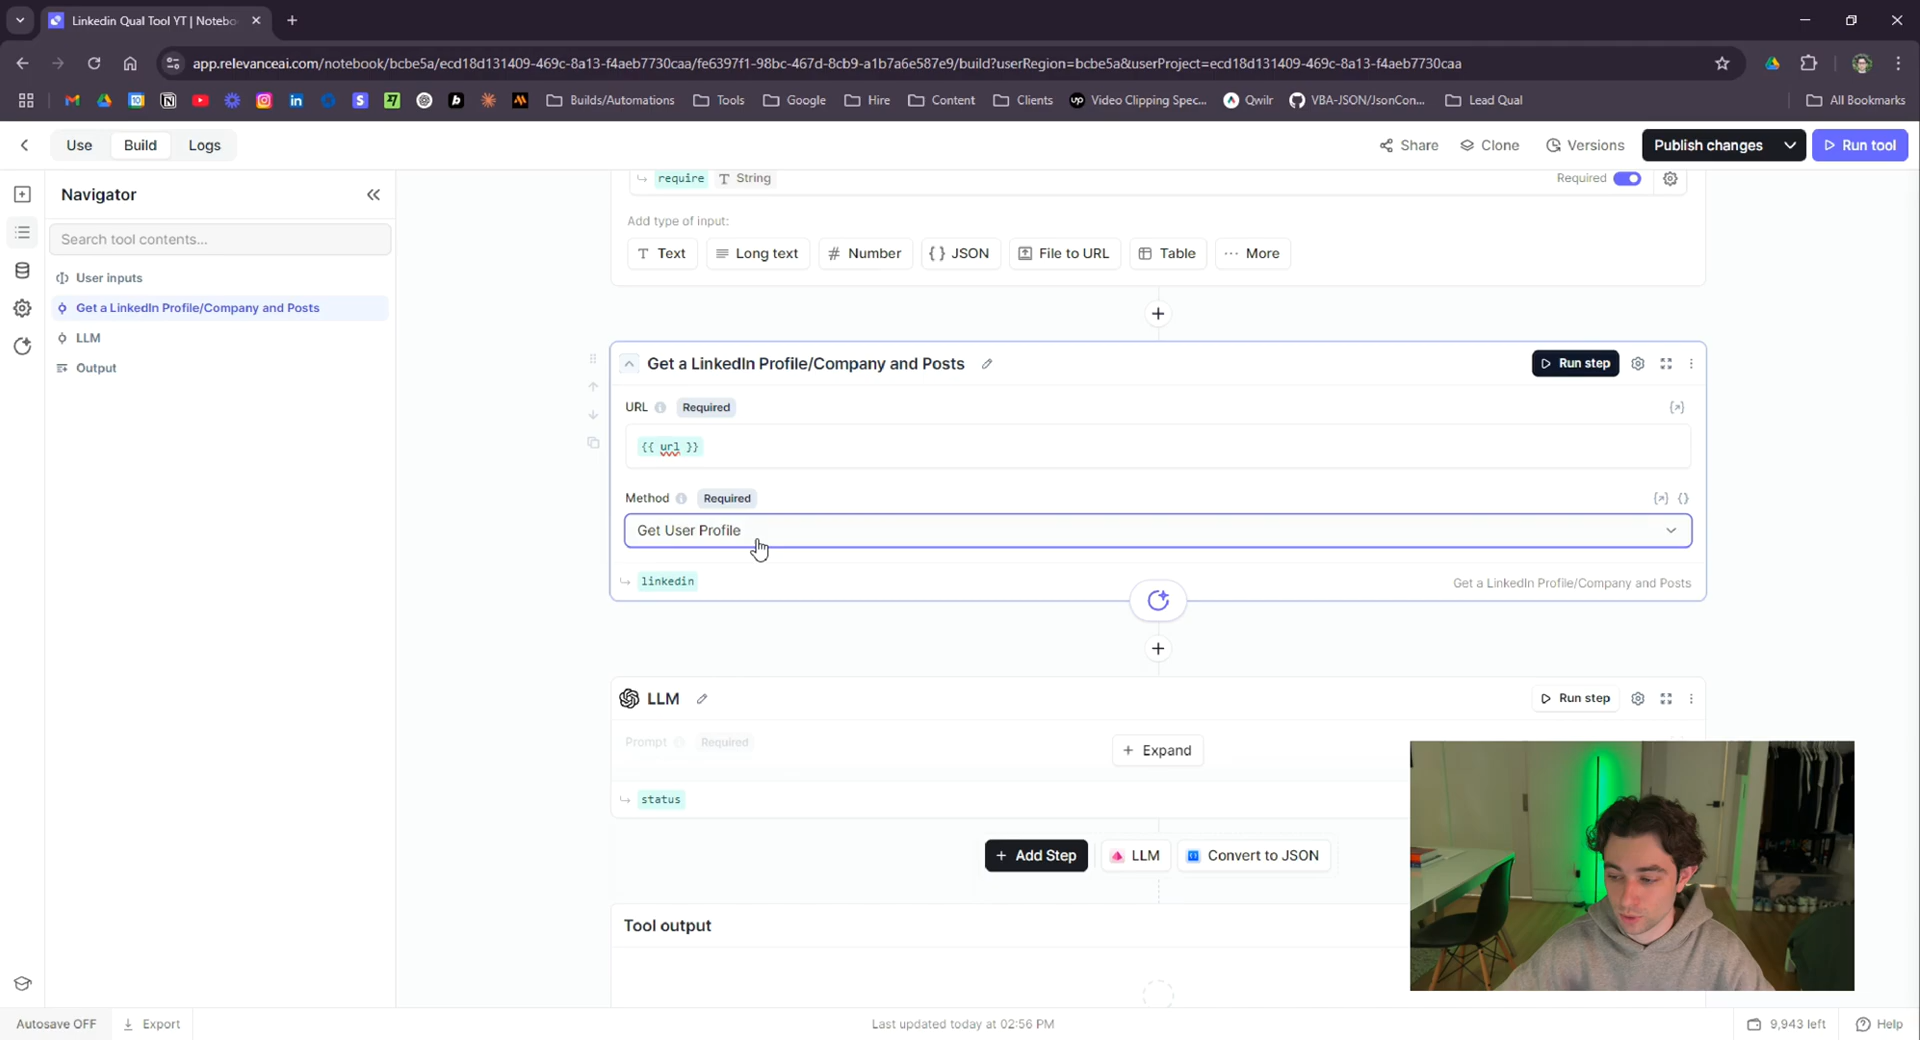 Linkedin Qual Tool YT | Notebo
app.relevanceai.com/notebook/bcbe5a/ecd18d131409-469c-8a13-f4aeb7730caa/fe6397f1-98bc-467d-8cb9-a1b7a6e587e9/build?userRegion=bcbe5a&userProject=ecd18d131409-469c-8a13-f4aeb7730caa
Builds/Automations
Tools
Google
Hire
Content
Clients
Video Clipping Spec...
Qwilr
VBA-JSON/JsonCon...
Lead Qual
All Bookmarks
Use
Build
Logs
Share
Clone
Versions
Publish changes
Run tool
Navigator
Search tool contents...
User inputs
Get a LinkedIn Profile/Company and Posts
LLM
Output
require
String
Required
Add type of input:
Text
Long text
Number
JSON
File to URL
Table
More
Get a LinkedIn Profile/Company and Posts
Run step
URL
Required
{{ url }}
Method
Required
Get User Profile
linkedin
Get a LinkedIn Profile/Company and Posts
LLM
Run step
Prompt
Required
+ Expand
status
+ Add Step
LLM
Convert to JSON
Tool output
Autosave OFF
Export
Last updated today at 02:56 PM
9,943 left
Help